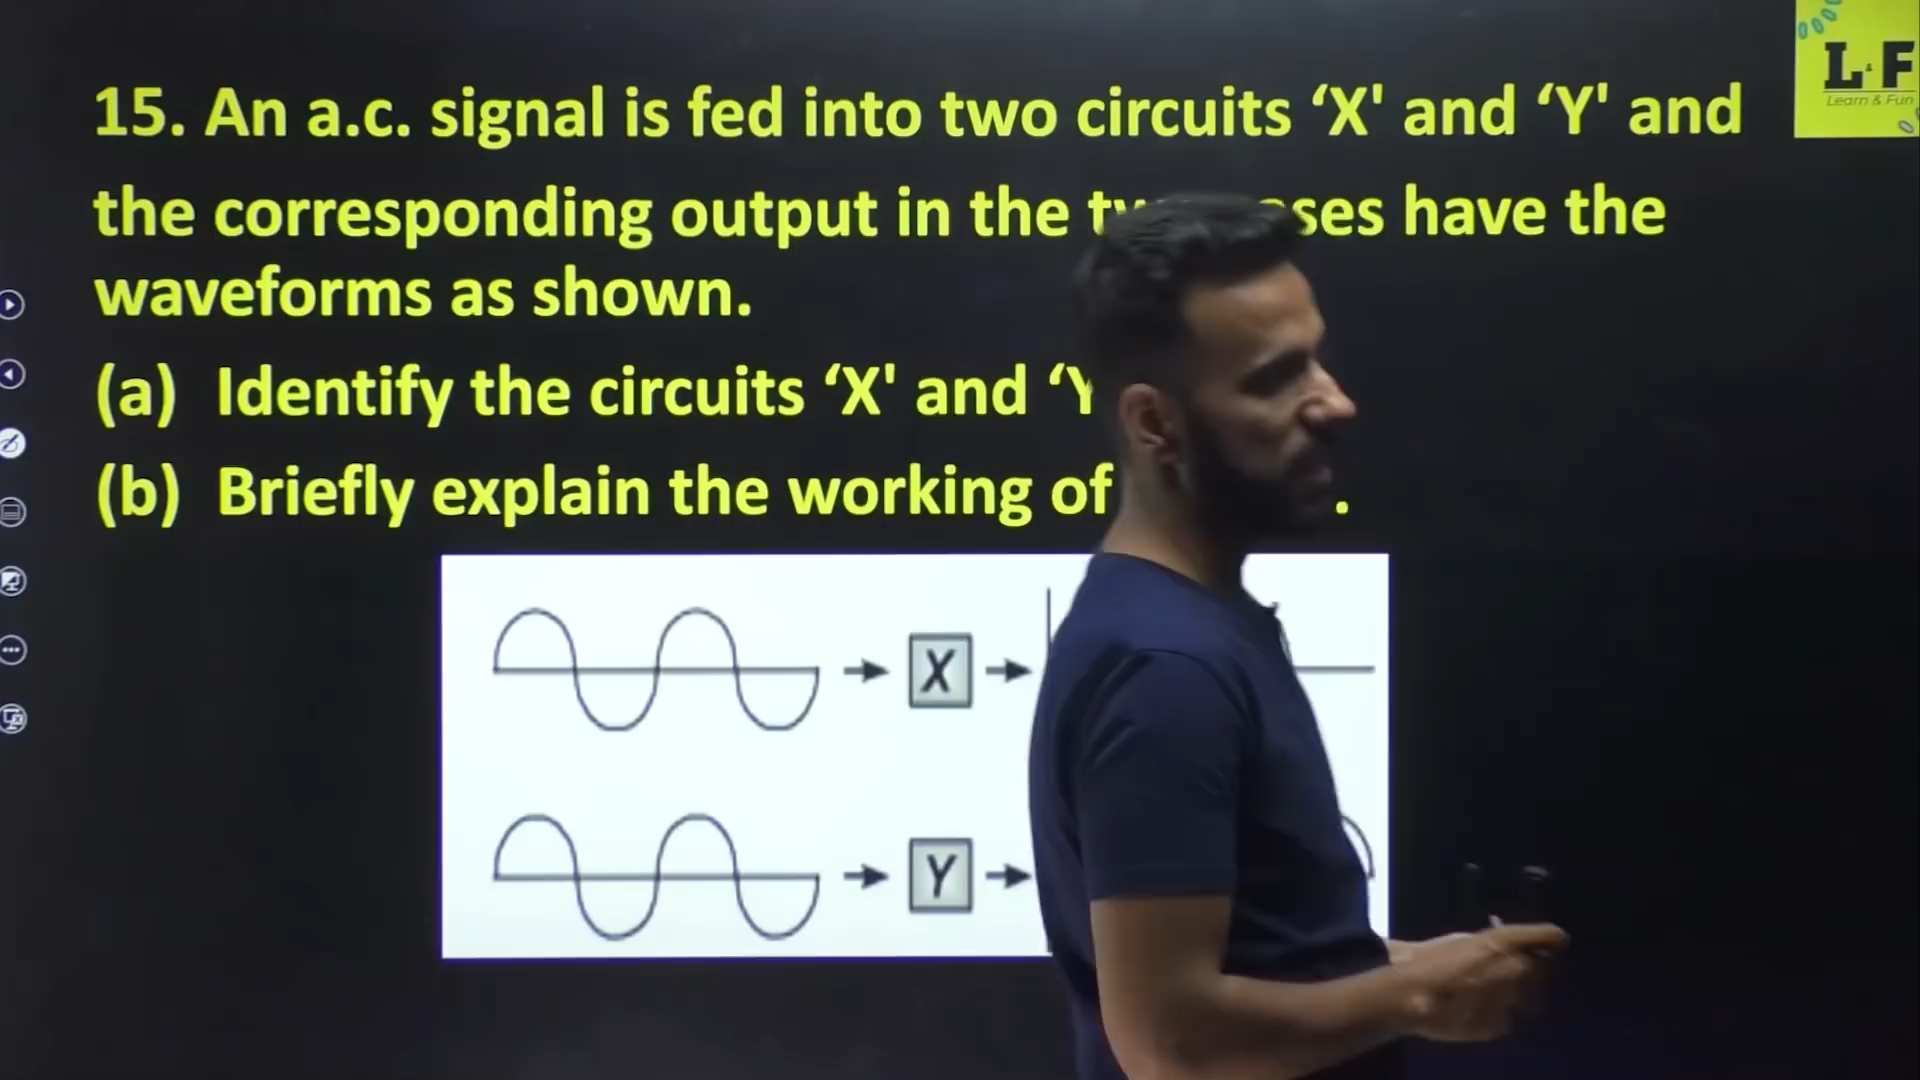 15. An a.c. signal is fed into two circuits ‘X' and ‘Y' and
the corresponding output in the have the
waveforms as shown.
(a) Identify the circuits ‘X' and
(b) Briefly explain the working of
X
Y
L&F
Learn & Fun